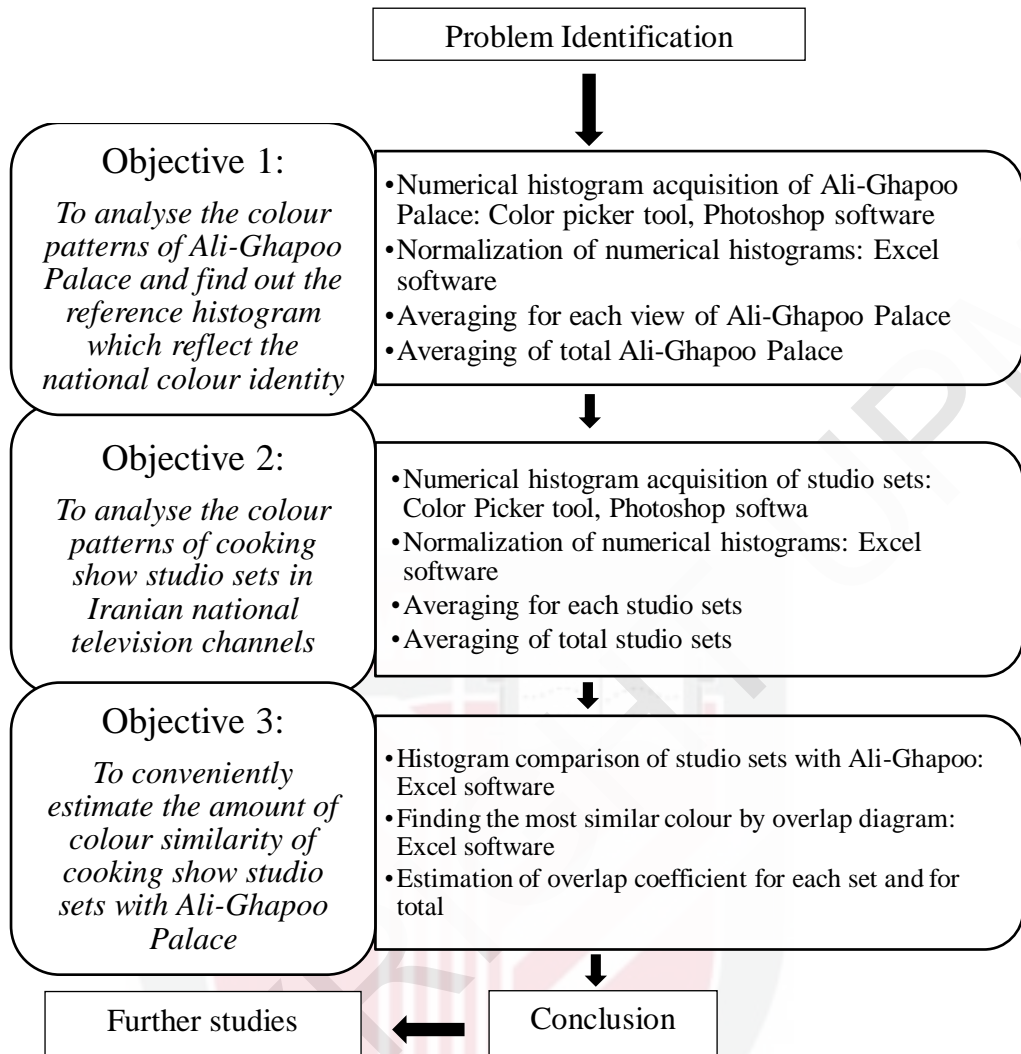 Problem Identification
Objective 1:
To analyse the colour
patterns of Ali-Ghapoo
Palace and find out the
reference histogram
which reflect the
national colour identity
•Numerical histogram acquisition of Ali-Ghapoo
Palace: Color picker tool, Photoshop software
•Normalization of numerical histograms: Excel
software
•Averaging for each view of Ali-Ghapoo Palace
•Averaging of total Ali-Ghapoo Palace
Objective 2:
To analyse the colour
patterns of cooking
show studio sets in
Iranian national
television channels
•Numerical histogram acquisition of studio sets:
Color Picker tool, Photoshop softwa
•Normalization of numerical histograms: Excel
software
•Averaging for each studio sets
•Averaging of total studio sets
Objective 3:
To conveniently
estimate the amount of
colour similarity of
cooking show studio
sets with Ali-Ghapoo
Palace
•Histogram comparison of studio sets with Ali-Ghapoo:
Excel software
•Finding the most similar colour by overlap diagram:
Excel software
•Estimation of overlap coefficient for each set and for
total
Further studies
Conclusion